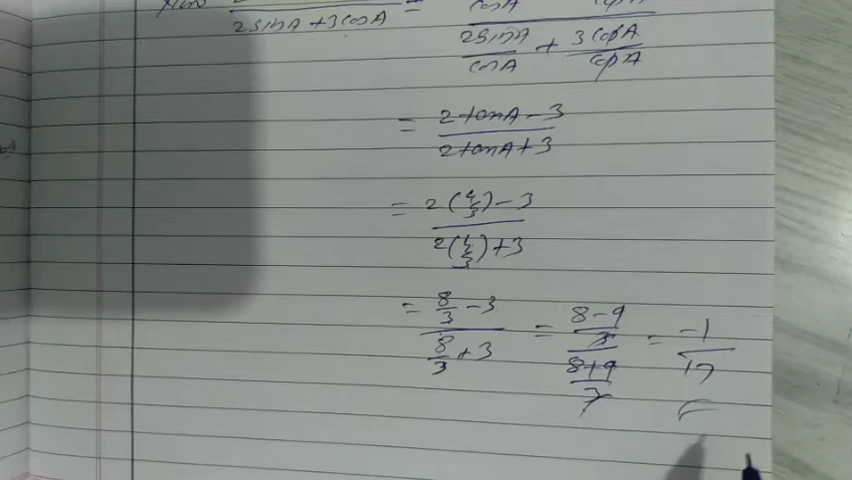 2sinA + 3cosA =
2sinA/cosA + 3cosA/cosA
= (2tanA - 3)/(2tanA + 3)
= (2(4/3) - 3)/(2(4/3) + 3)
= (8/3 - 3)/(8/3 + 3) = ((8-9)/3)/((8+9)/3) = -1/17